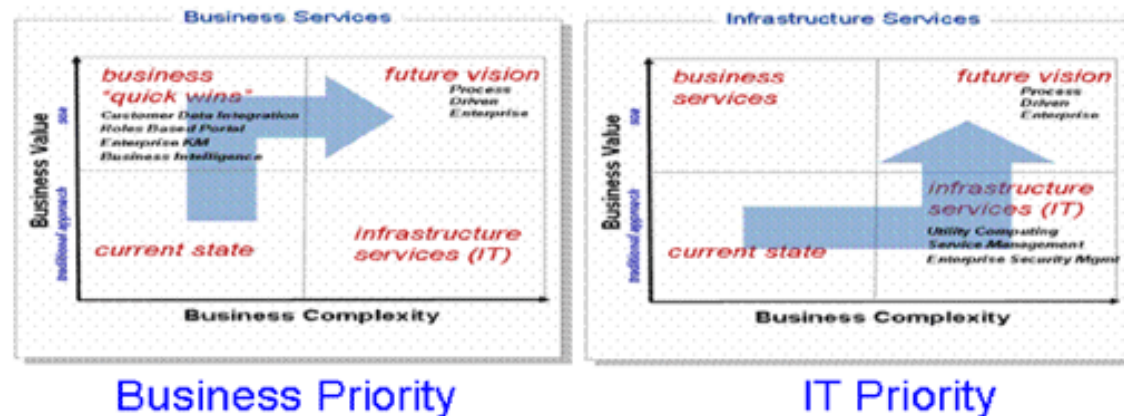 Business Services
business
"quick wins"
Customer Data Integration
Roles Based Portal
Enterprise KM
Business Intelligence
future vision
Process
Driven
Enterprise
Business Value
soa
traditional approach
current state
infrastructure
services (IT)
Business Complexity
Business Priority
Infrastructure Services
business
services
future vision
Process
Driven
Enterprise
Business Value
soa
traditional approach
current state
infrastructure
services (IT)
Utility Computing
Service Management
Enterprise Security Mgmt
Business Complexity
IT Priority